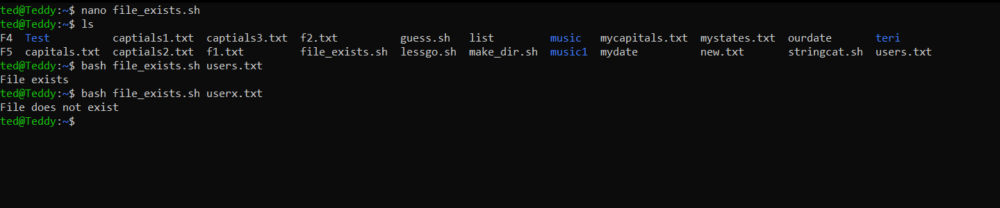 ted@Teddy:~$ nano file_exists.sh
ted@Teddy:~$ ls
F4  Test          captials1.txt  captials3.txt  f2.txt          guess.sh   list         music   mycapitals.txt  mystates.txt  ourdate       teri
F5  capitals.txt  captials2.txt  f1.txt         file_exists.sh  lessgo.sh  make_dir.sh  music1  mydate          new.txt       stringcat.sh  users.txt
ted@Teddy:~$ bash file_exists.sh users.txt
File exists
ted@Teddy:~$ bash file_exists.sh userx.txt
File does not exist
ted@Teddy:~$